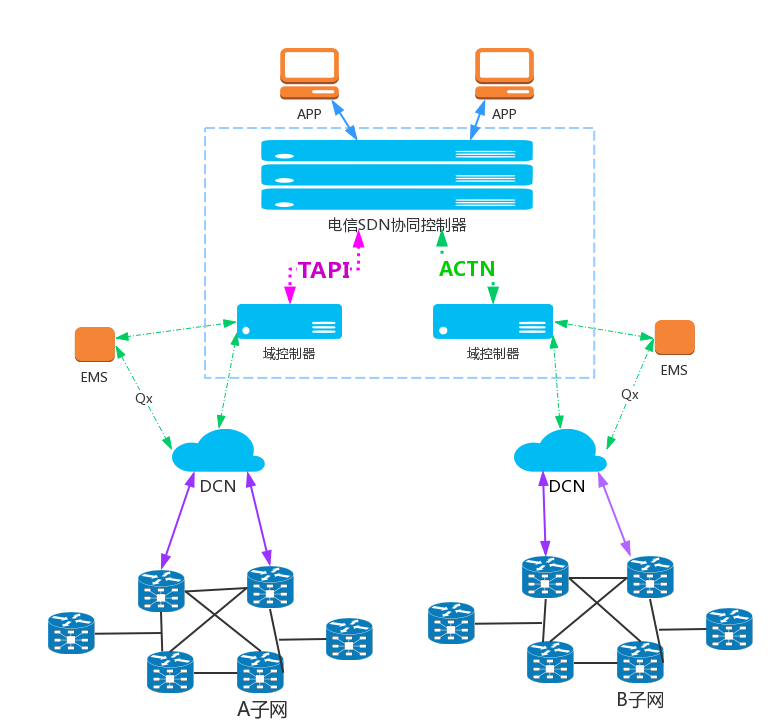 APP
APP
电信SDN协同控制器
TAPI
ACTN
域控制器
域控制器
EMS
EMS
Qx
Qx
DCN
DCN
A子网
B子网